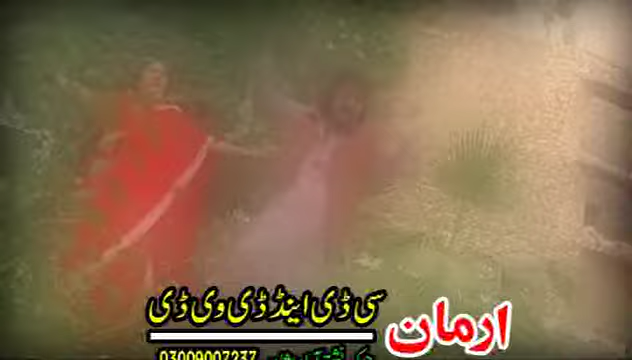 سی ڈی اینڈ ڈی وی ڈی
ارمان
03009007237